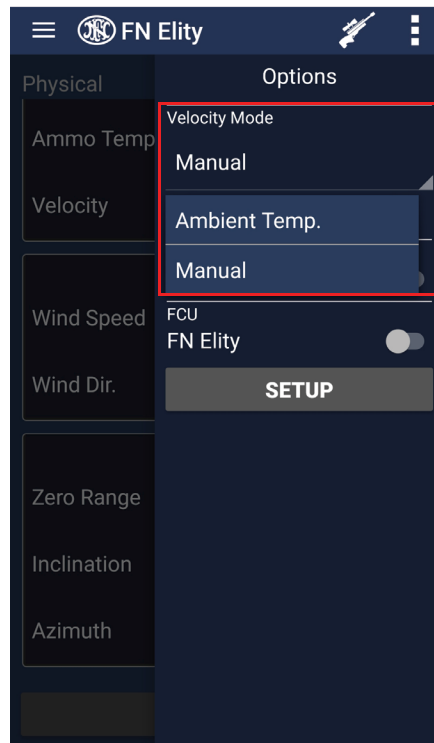 FN Elity
Physical
Ammo Temp
Velocity
Wind Speed
Wind Dir.
Zero Range
Inclination
Azimuth
Options
Velocity Mode
Manual
Ambient Temp.
Manual
FCU
FN Elity
SETUP